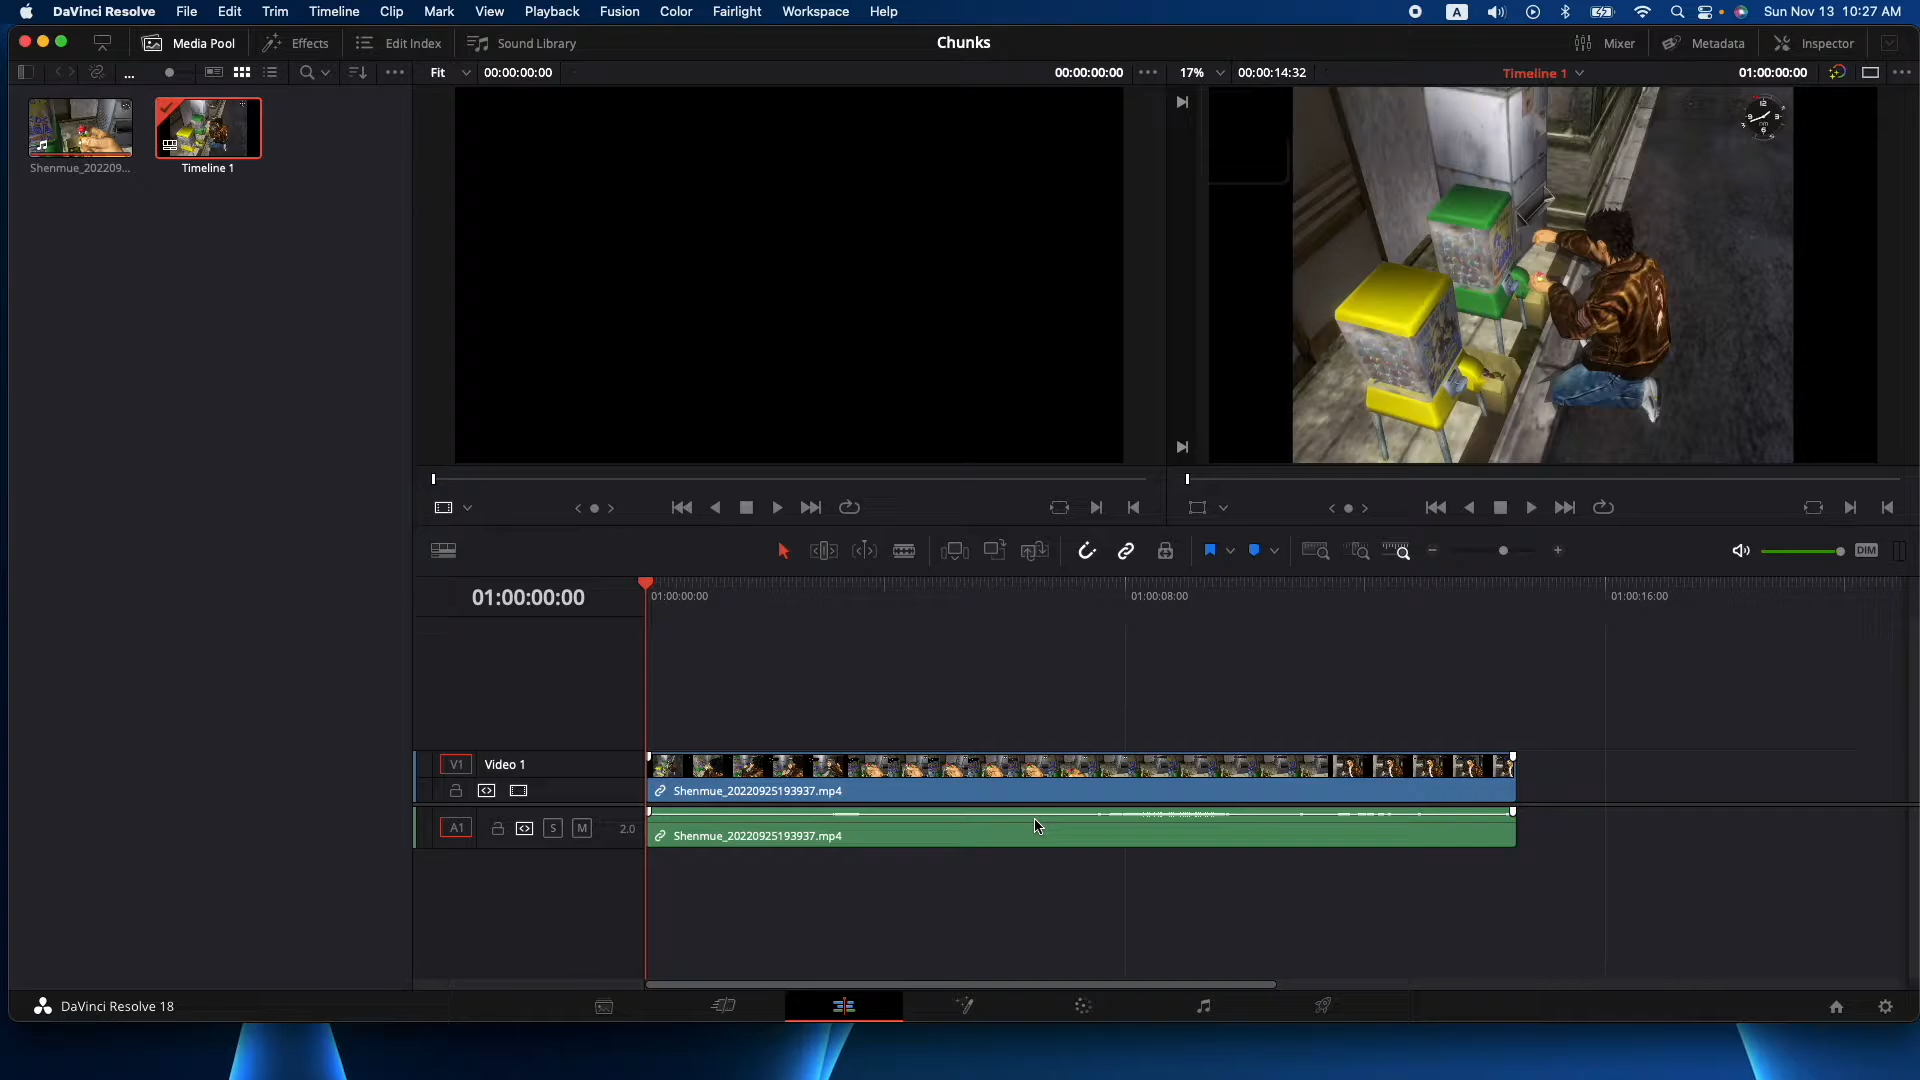 DaVinci Resolve File Edit Trim Timeline Clip Mark View Playback Fusion Color Fairlight Workspace Help A Sun Nov 13 10:27 AM
Media Pool Effects Edit Index Sound Library Chunks Mixer Metadata Inspector
... Fit 00:00:00:00 00:00:00:00 17% 00:00:14:32 Timeline 1 01:00:00:00
Shenmue_202209... Timeline 1
DIM
01:00:00:00 01:00:00:00 01:00:08:00 01:00:16:00
V1 Video 1
Shenmue_20220925193937.mp4
A1 S M 2.0
Shenmue_20220925193937.mp4
DaVinci Resolve 18